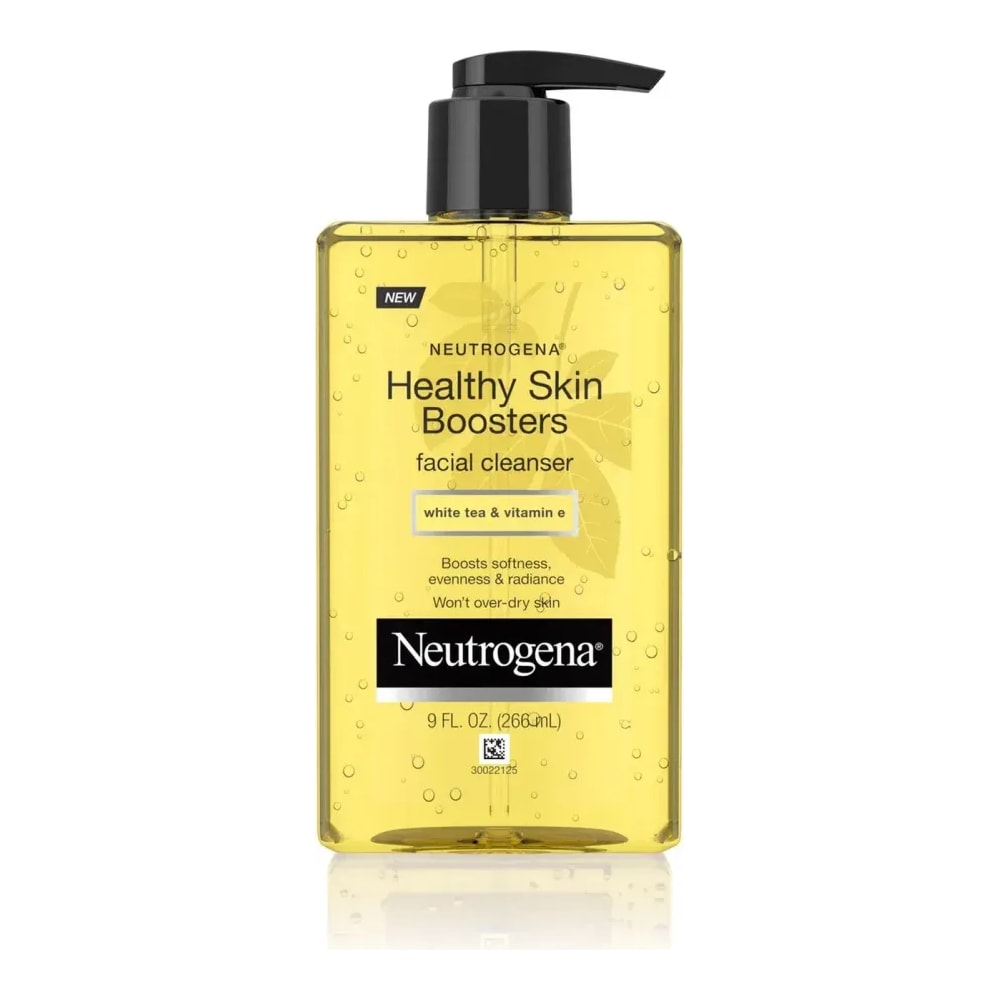 NEW
NEUTROGENA®
Healthy Skin
Boosters
facial cleanser
white tea & vitamin e
Boosts softness,
evenness & radiance
Won't over-dry skin
Neutrogena®
9 FL. OZ. (266 mL)
30022125